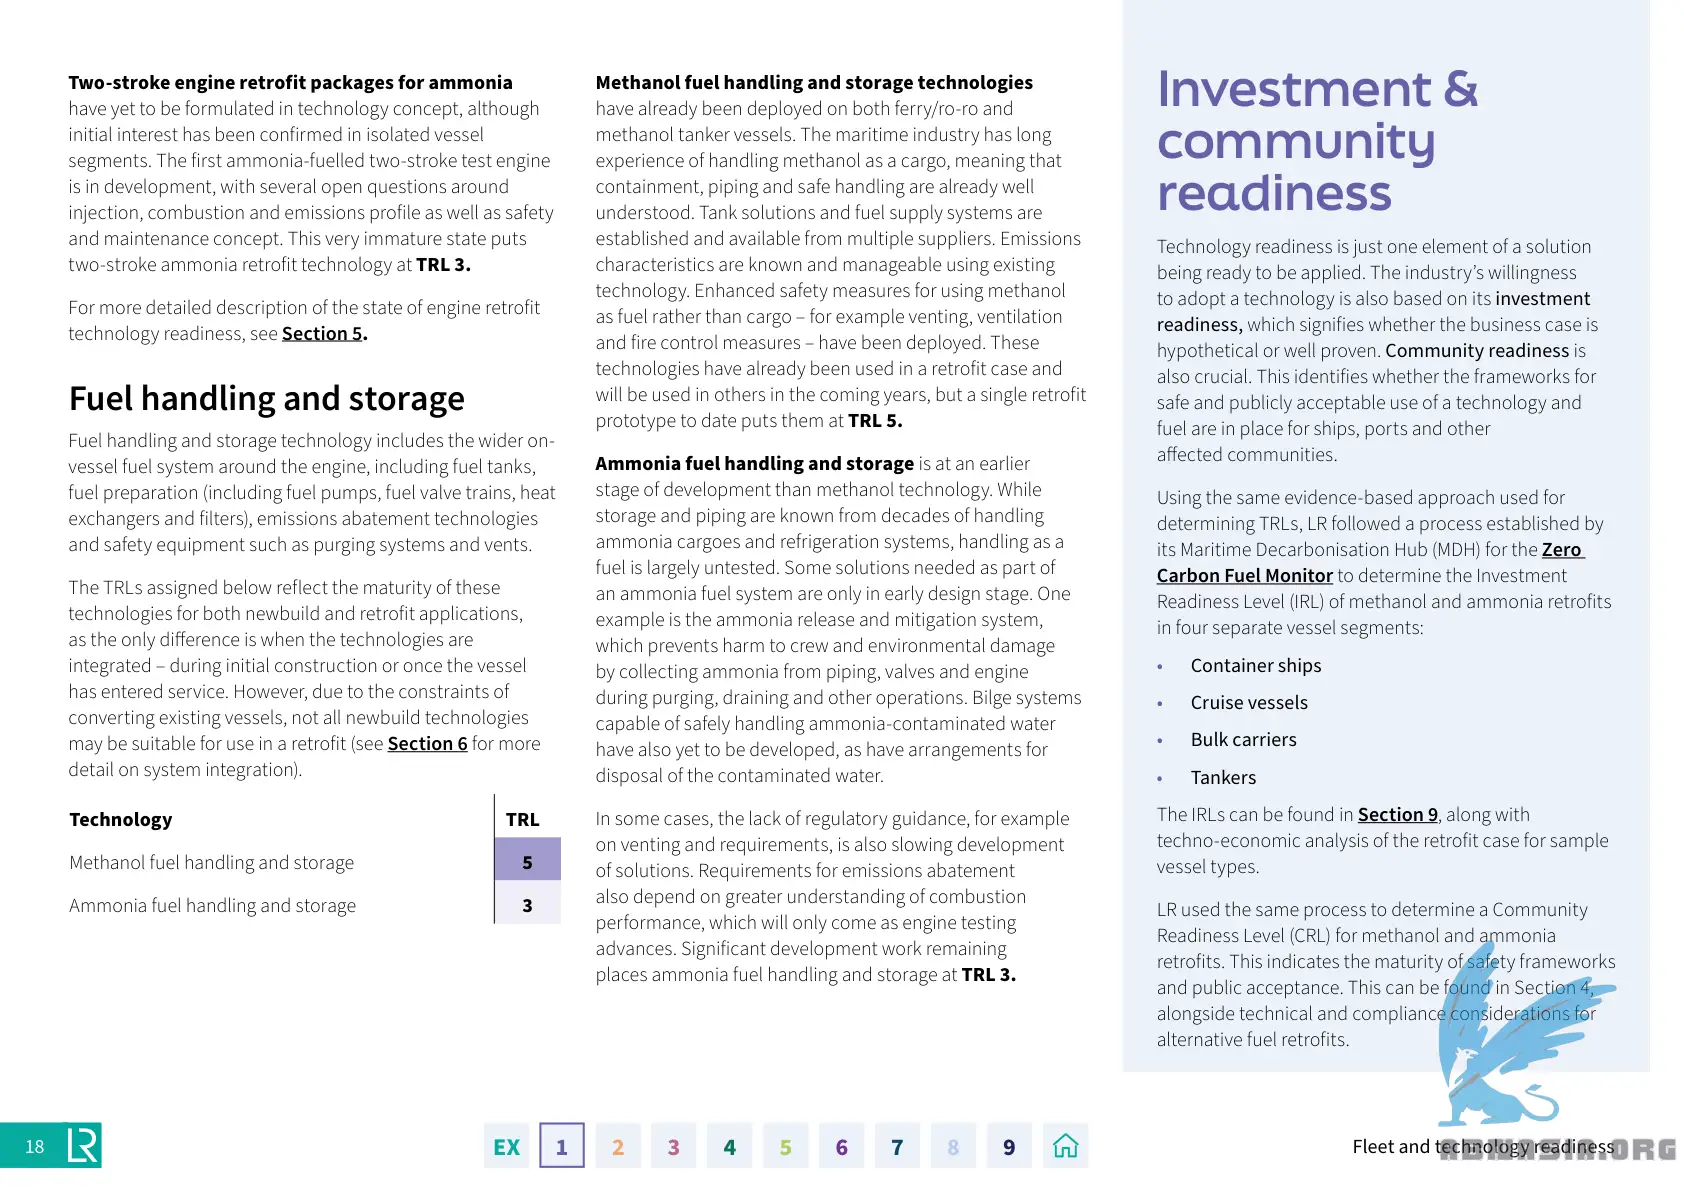 Two-stroke engine retrofit packages for ammonia
have yet to be formulated in technology concept, although
initial interest has been confirmed in isolated vessel
segments. The first ammonia-fuelled two-stroke test engine
is in development, with several open questions around
injection, combustion and emissions profile as well as safety
and maintenance concept. This very immature state puts
two-stroke ammonia retrofit technology at TRL 3.
For more detailed description of the state of engine retrofit
technology readiness, see Section 5.
Fuel handling and storage
Fuel handling and storage technology includes the wider on-
vessel fuel system around the engine, including fuel tanks,
fuel preparation (including fuel pumps, fuel valve trains, heat
exchangers and filters), emissions abatement technologies
and safety equipment such as purging systems and vents.
The TRLs assigned below reflect the maturity of these
technologies for both newbuild and retrofit applications,
as the only difference is when the technologies are
integrated – during initial construction or once the vessel
has entered service. However, due to the constraints of
converting existing vessels, not all newbuild technologies
may be suitable for use in a retrofit (see Section 6 for more
detail on system integration).
Technology TRL
Methanol fuel handling and storage 5
Ammonia fuel handling and storage 3
Methanol fuel handling and storage technologies
have already been deployed on both ferry/ro-ro and
methanol tanker vessels. The maritime industry has long
experience of handling methanol as a cargo, meaning that
containment, piping and safe handling are already well
understood. Tank solutions and fuel supply systems are
established and available from multiple suppliers. Emissions
characteristics are known and manageable using existing
technology. Enhanced safety measures for using methanol
as fuel rather than cargo – for example venting, ventilation
and fire control measures – have been deployed. These
technologies have already been used in a retrofit case and
will be used in others in the coming years, but a single retrofit
prototype to date puts them at TRL 5.
Ammonia fuel handling and storage is at an earlier
stage of development than methanol technology. While
storage and piping are known from decades of handling
ammonia cargoes and refrigeration systems, handling as a
fuel is largely untested. Some solutions needed as part of
an ammonia fuel system are only in early design stage. One
example is the ammonia release and mitigation system,
which prevents harm to crew and environmental damage
by collecting ammonia from piping, valves and engine
during purging, draining and other operations. Bilge systems
capable of safely handling ammonia-contaminated water
have also yet to be developed, as have arrangements for
disposal of the contaminated water.
In some cases, the lack of regulatory guidance, for example
on venting and requirements, is also slowing development
of solutions. Requirements for emissions abatement
also depend on greater understanding of combustion
performance, which will only come as engine testing
advances. Significant development work remaining
places ammonia fuel handling and storage at TRL 3.
Investment &
community
readiness
Technology readiness is just one element of a solution
being ready to be applied. The industry’s willingness
to adopt a technology is also based on its investment
readiness, which signifies whether the business case is
hypothetical or well proven. Community readiness is
also crucial. This identifies whether the frameworks for
safe and publicly acceptable use of a technology and
fuel are in place for ships, ports and other
affected communities.
Using the same evidence-based approach used for
determining TRLs, LR followed a process established by
its Maritime Decarbonisation Hub (MDH) for the Zero
Carbon Fuel Monitor to determine the Investment
Readiness Level (IRL) of methanol and ammonia retrofits
in four separate vessel segments:
• Container ships
• Cruise vessels
• Bulk carriers
• Tankers
The IRLs can be found in Section 9, along with
techno-economic analysis of the retrofit case for sample
vessel types.
LR used the same process to determine a Community
Readiness Level (CRL) for methanol and ammonia
retrofits. This indicates the maturity of safety frameworks
and public acceptance. This can be found in Section 4,
alongside technical and compliance considerations for
alternative fuel retrofits.
18 LR
EX 1 2 3 4 5 6 7 8 9
Fleet and technology readiness